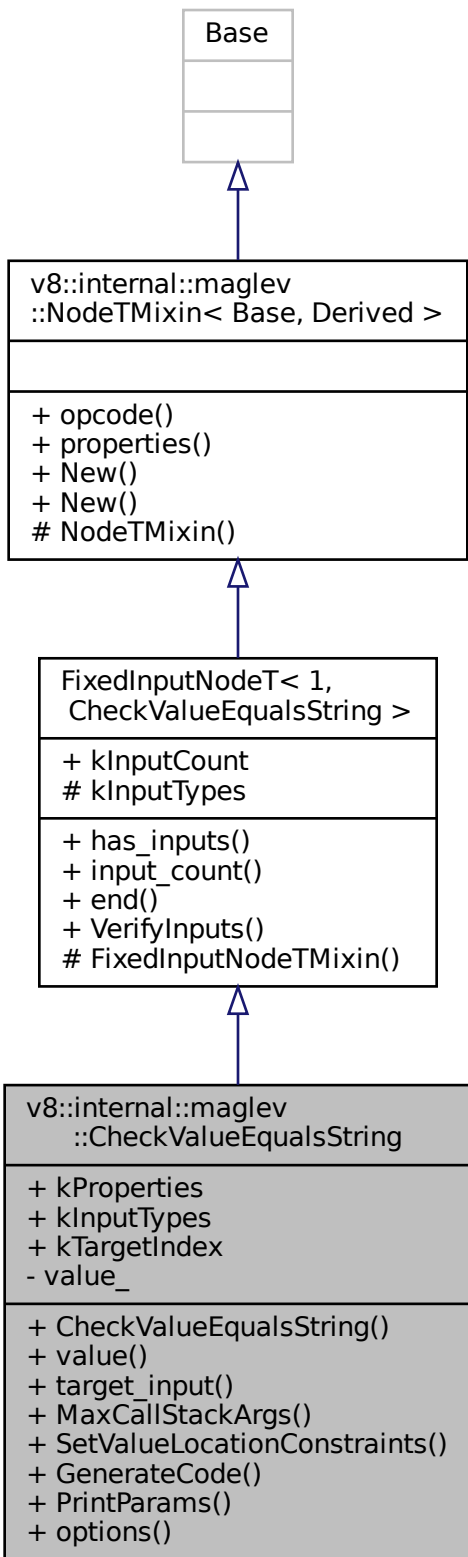 Base
v8::internal::maglev
::NodeTMixin< Base, Derived >
+ opcode()
+ properties()
+ New()
+ New()
# NodeTMixin()
FixedInputNodeT< 1,
CheckValueEqualsString >
+ kInputCount
# kInputTypes
+ has_inputs()
+ input_count()
+ end()
+ VerifyInputs()
# FixedInputNodeTMixin()
v8::internal::maglev
::CheckValueEqualsString
+ kProperties
+ kInputTypes
+ kTargetIndex
- value_
+ CheckValueEqualsString()
+ value()
+ target_input()
+ MaxCallStackArgs()
+ SetValueLocationConstraints()
+ GenerateCode()
+ PrintParams()
+ options()